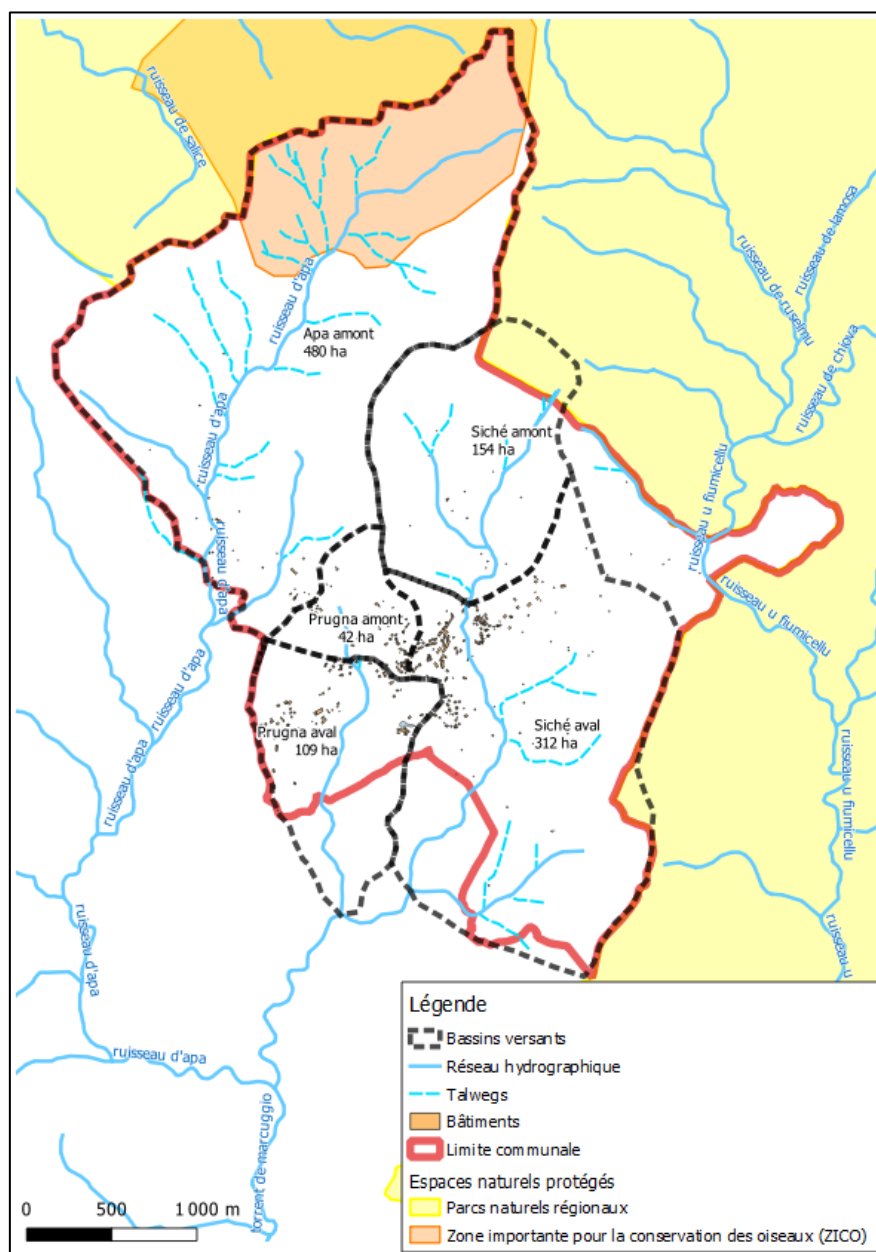 ruisseau de salice
ruisseau d'apa
Apa amont
480 ha
ruisseau de lamosa
ruisseau de ruselmu
ruisseau de chiova
ruisseau d'apa
Siché amont
154 ha
ruisseau u fiumicellu
ruisseau d'apa
ruisseau u fiumicellu
Prugna amont
42 ha
ruisseau d'apa
Prugna aval
109 ha
Siché aval
312 ha
ruisseau d'apa
ruisseau u fiumicellu
ruisseau d'apa
ruisseau u
ruisseau d'apa
torrent de marcuggio
Légende
Bassins versants
Réseau hydrographique
Talwegs
Bâtiments
Limite communale
Espaces naturels protégés
Parcs naturels régionaux
Zone importante pour la conservation des oiseaux (ZICO)
0 500 1 000 m